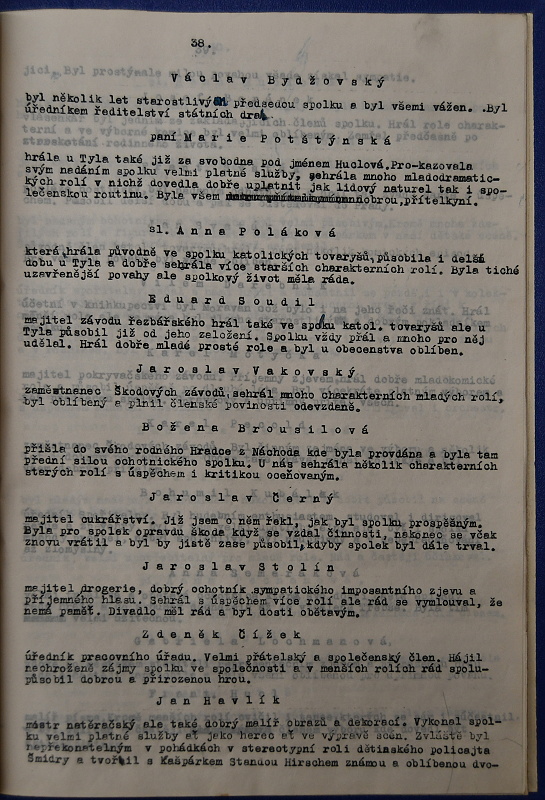 38.
Václav Bydžovský
byl několik let starostlivým předsedou spolku a byl všemi vážen. .Byl
úředníkem ředitelství státních drah.
paní Marie Potštýnská
hrála u Tyla také již za svobodna pod jménem Huclová.Pro-kazovala
svým nadáním spolku velmi platné služby, sehrála mnoho mladodramatic-
kých rolí v nichž dovedla dobře uplatnit jak lidový naturel tak i spo-
lečenskou routinu. Byla všem dobrou,přítelkyní.
sl. Anna Poláková
která,hrála původně ve spolku katolických tovaryšů,působila i delší
dobu u Tyla a dobře sehrála více starších charakterních rolí. Byla tiché
uzavřenější povahy ale spolkový život měla ráda.
Eduard Soudil
majitel závodu řezbářského hrál také ve spoku katol. tovaryšů ale u
Tyla působil již od jeho založení. Spolku vždy přál a mnoho pro něj
udělal. Hrál dobře mladé prosté role a byl u obecenstva oblíben.
Jaroslav Vakovský
zaměstnanec Škodových závodů,sehrál mnoho charakterních mladých rolí,
byl oblíbený a plnil členské povinosti odevzdaně.
Božena Brousilová
přišla do svého rodného Hradce z Náchoda kde byla provdána a byla tam
přední silou ochotnického spolku. U nás sehrála několik charakterních
starých rolí s úspěchem i kritikou oceňovaným.
Jaroslav Černý
majitel cukrářství. Již jsem o něm řekl, jak byl spolku prospěšným.
Byla pro spolek opravdu škoda když se vzdal činnosti, nakonec se však
znovu vrátil a byl by jistě zase působil,kdyby spolek byl dále trval.
Jaroslav Stolín
majitel drogerie, dobrý ochotník sympatického imposantního zjevu a
příjemného hlasu. Sehrál s úspěchem více rolí ale rád se vymlouval, že
nemá paměť. Divadlo měl rád a byl dosti obětavým.
Zdeněk Čížek
úředník pracovního úřadu. Velmi přátelský a společenský člen. Hájil
neohroženě zájmy spolku ve společnosti a v menších rolích rád spolu-
působil dobrou a přirozenou hrou.
Jan Havlík
mistr natěračský ale také dobrý malíř obrazů a dekorací. Vykonal spol-
ku velmi platné služby ať jako herec ať ve výpravě scén. Zvláště byl
nepřekonatelným v pohádkách v stereotypní roli dětinského policajta
Šmidry a tvořil s Kašpárkem Standou Hirschem známou a oblíbenou dvo-